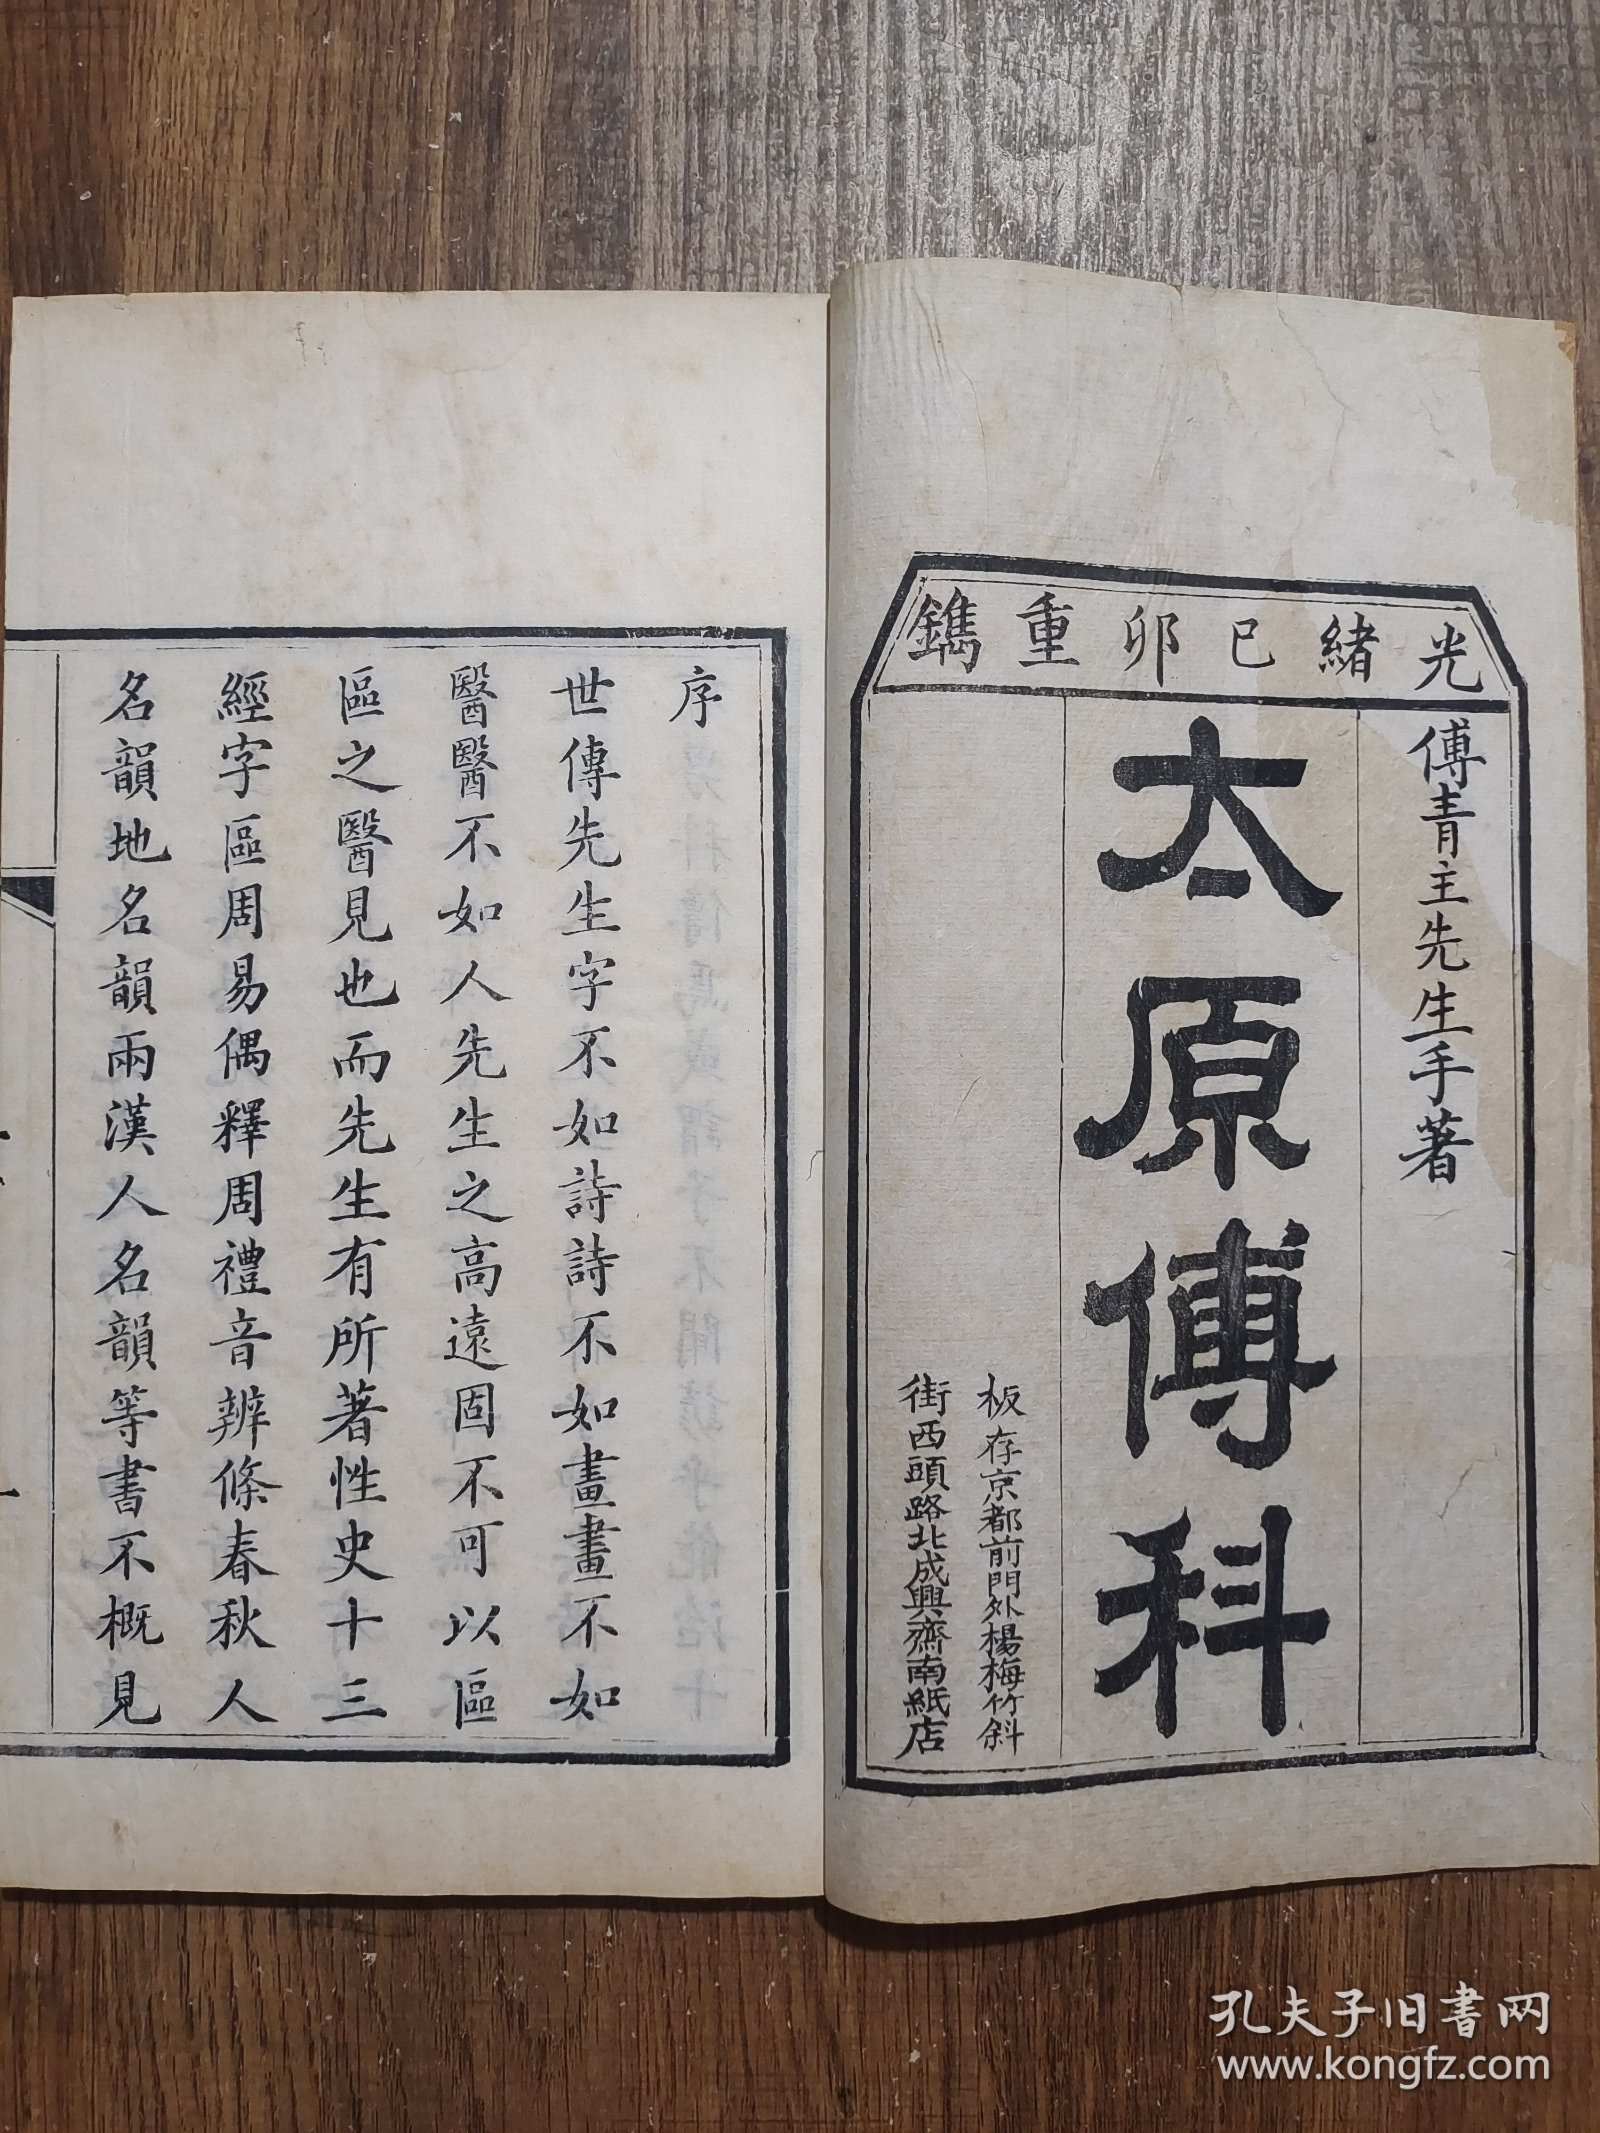 光緒己卯重鐫
傅青主先生手著
太原傅科
板存京都前門外楊梅竹斜
街西頭路北成興齋南紙店
序
世傳先生字不如詩詩不如畫畫不如
醫醫不如人先生之高遠固不可以區
區之醫見也而先生有所著性史十三
經字區周易偶釋周禮音辨條春秋人
名韻地名韻兩漢人名韻等書不概見
孔夫子旧书网
www.kongfz.com